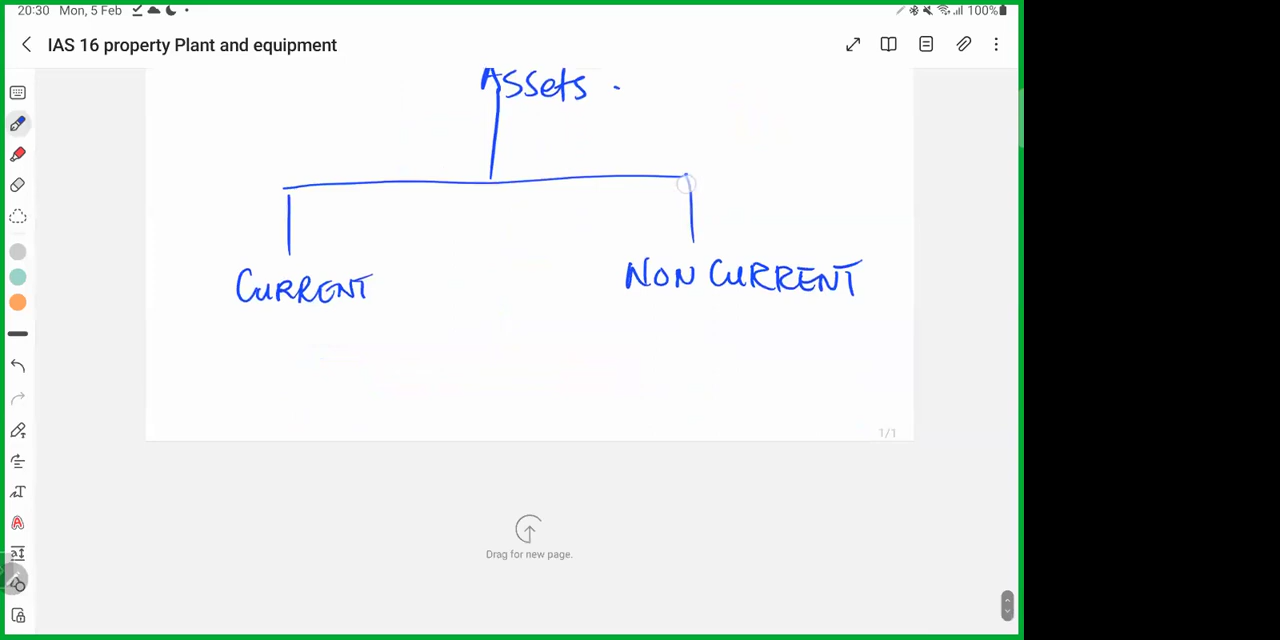 20:30 Mon, 5 Feb 100%
IAS 16 property Plant and equipment
Assets .
CURRENT
NON CURRENT
1/1
Drag for new page.